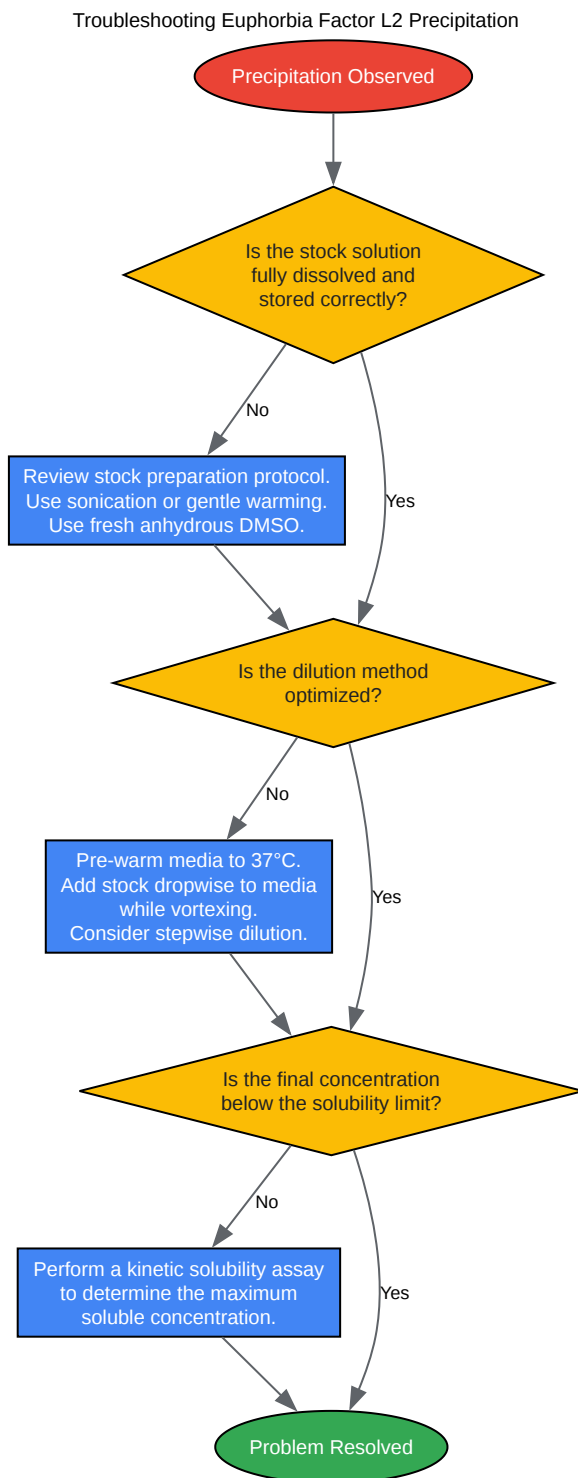 Troubleshooting Euphorbia Factor L2 Precipitation
Precipitation Observed
Is the stock solution
fully dissolved and
stored correctly?
No
Review stock preparation protocol.
Use sonication or gentle warming.
Use fresh anhydrous DMSO.
Yes
Is the dilution method
optimized?
No
Pre-warm media to 37°C.
Add stock dropwise to media
while vortexing.
Consider stepwise dilution.
Yes
Is the final concentration
below the solubility limit?
No
Perform a kinetic solubility assay
to determine the maximum
soluble concentration.
Yes
Problem Resolved